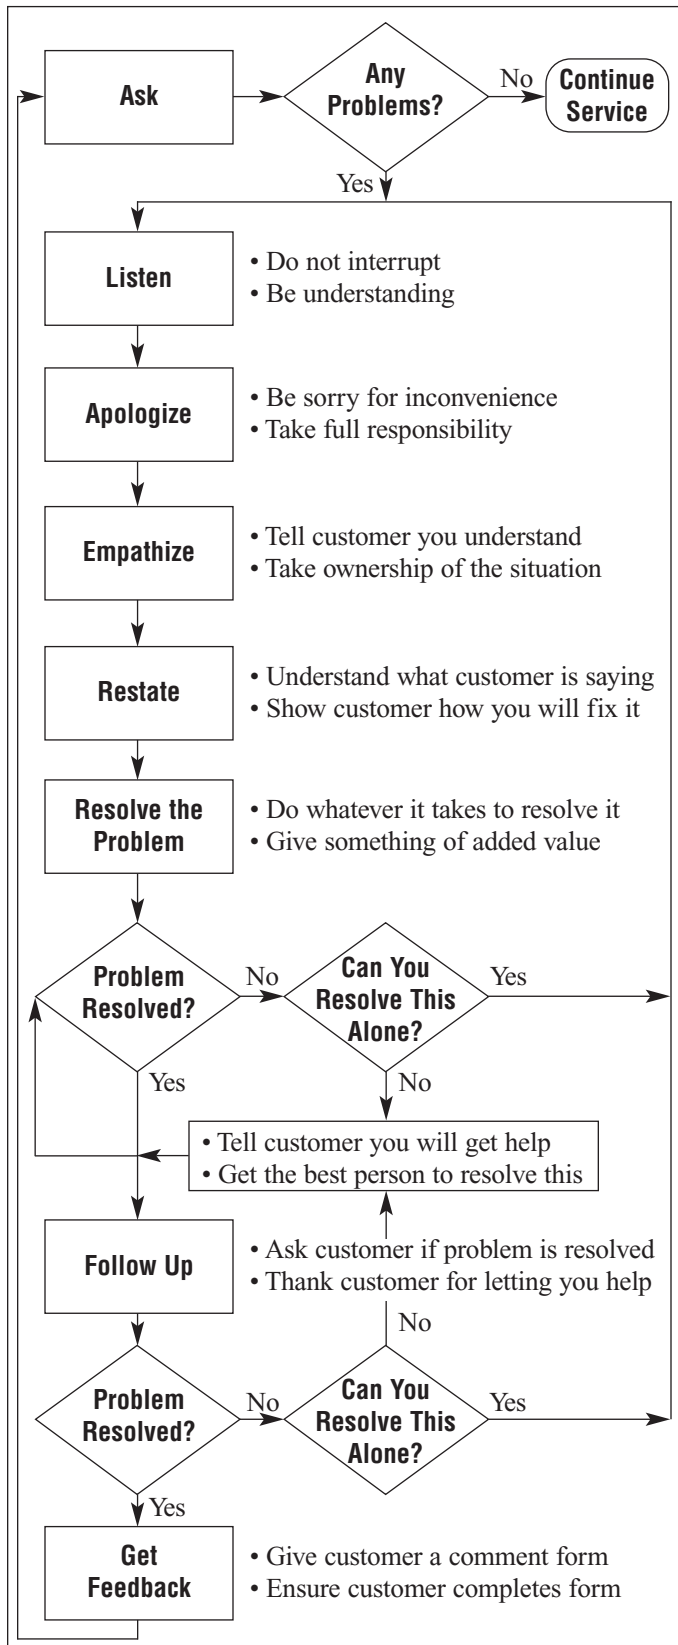 Ask
Any
Problems?
No
Continue
Service
Yes
Listen
• Do not interrupt
• Be understanding
Apologize
• Be sorry for inconvenience
• Take full responsibility
Empathize
• Tell customer you understand
• Take ownership of the situation
Restate
• Understand what customer is saying
• Show customer how you will fix it
Resolve the
Problem
• Do whatever it takes to resolve it
• Give something of added value
Problem
Resolved?
No
Can You
Resolve This
Alone?
Yes
Yes
No
• Tell customer you will get help
• Get the best person to resolve this
Follow Up
• Ask customer if problem is resolved
• Thank customer for letting you help
No
Problem
Resolved?
No
Can You
Resolve This
Alone?
Yes
Yes
Get
Feedback
• Give customer a comment form
• Ensure customer completes form